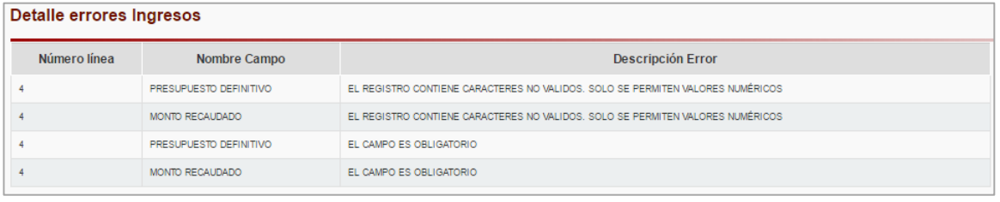 Detalle errores Ingresos
Número línea Nombre Campo Descripción Error
4 PRESUPUESTO DEFINITIVO EL REGISTRO CONTIENE CARACTERES NO VALIDOS. SOLO SE PERMITEN VALORES NUMÉRICOS
4 MONTO RECAUDADO EL REGISTRO CONTIENE CARACTERES NO VALIDOS. SOLO SE PERMITEN VALORES NUMÉRICOS
4 PRESUPUESTO DEFINITIVO EL CAMPO ES OBLIGATORIO
4 MONTO RECAUDADO EL CAMPO ES OBLIGATORIO